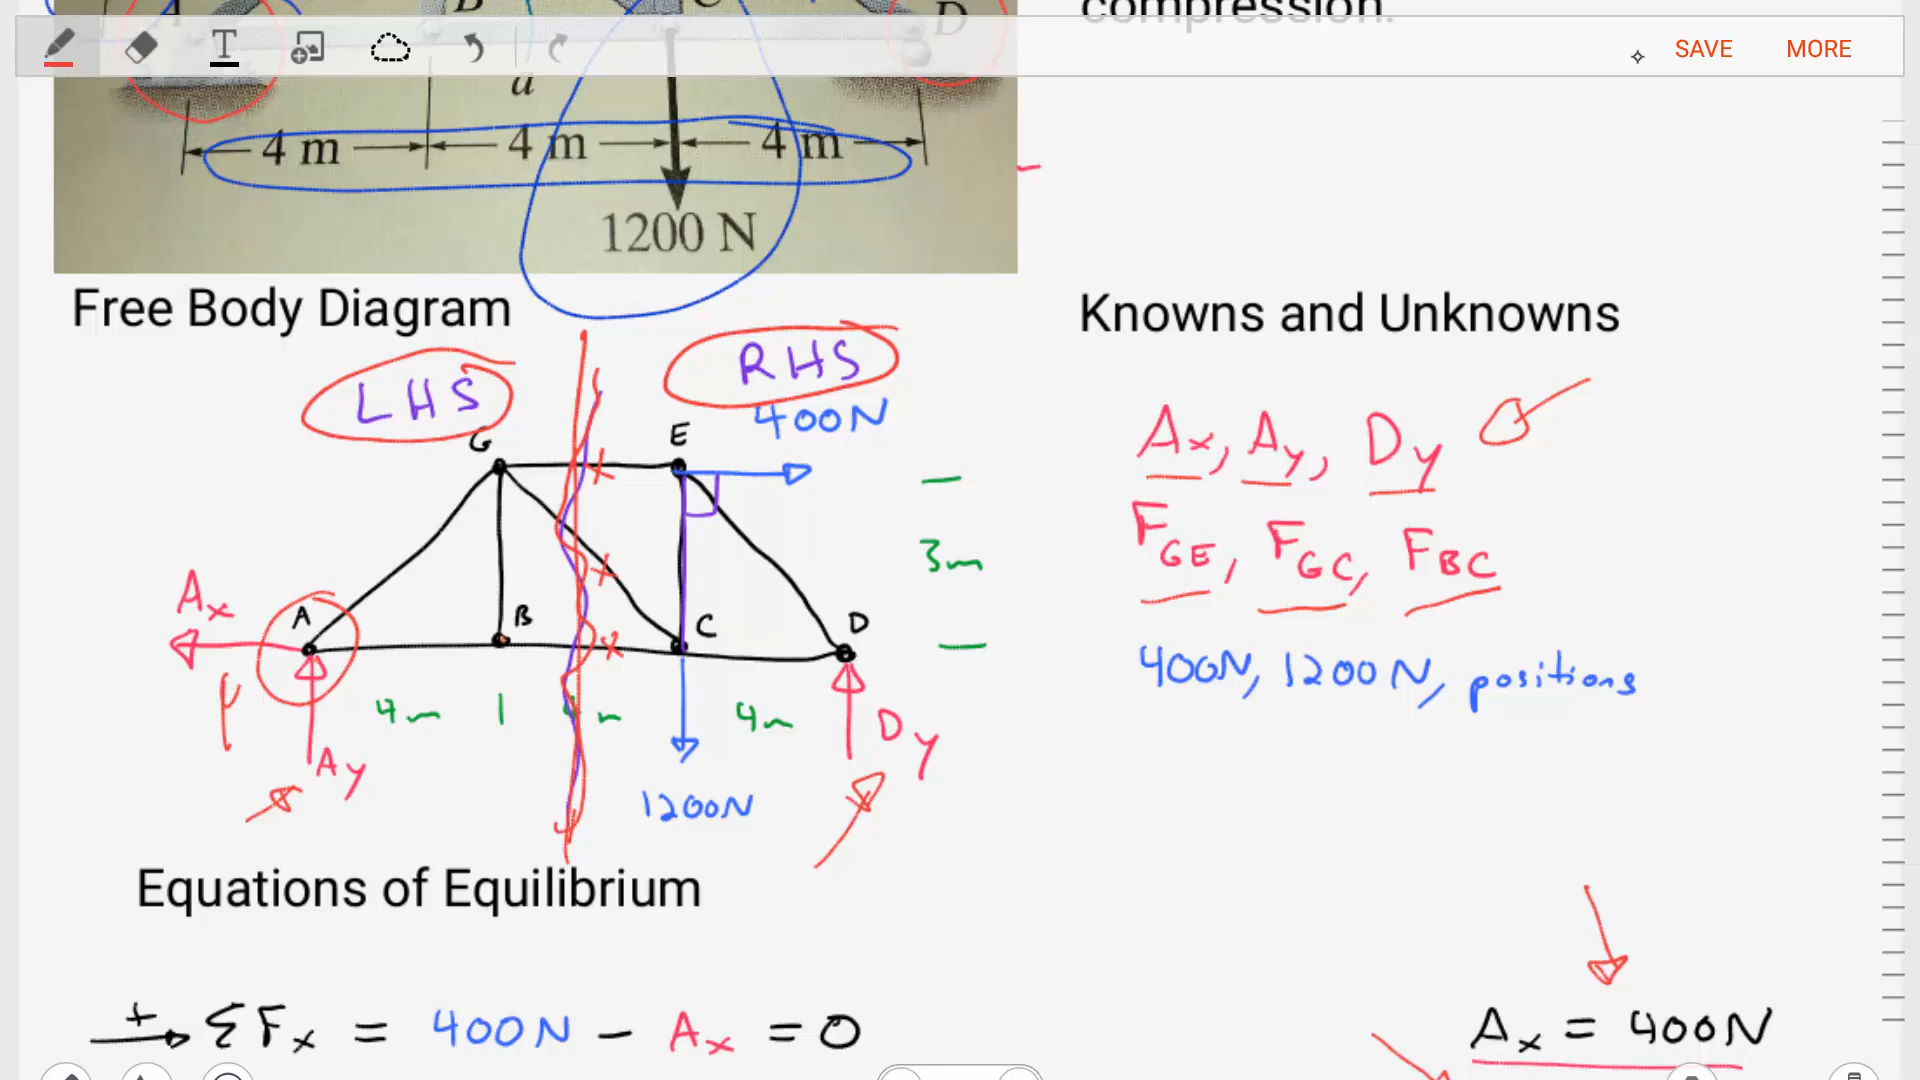 B
C
D
compression.
T
SAVE
MORE
a
4 m
4 m
4 m
1200 N
Free Body Diagram
Knowns and Unknowns
LHS
RHS
400N
Ax, Ay, Dy
G
E
FGE, FGC, FBC
3m
Ax
A
B
C
D
400N, 1200N, positions
4m
4m
4m
Dy
Ay
1200N
Equations of Equilibrium
+ ΣFx = 400N - Ax = 0
Ax = 400N